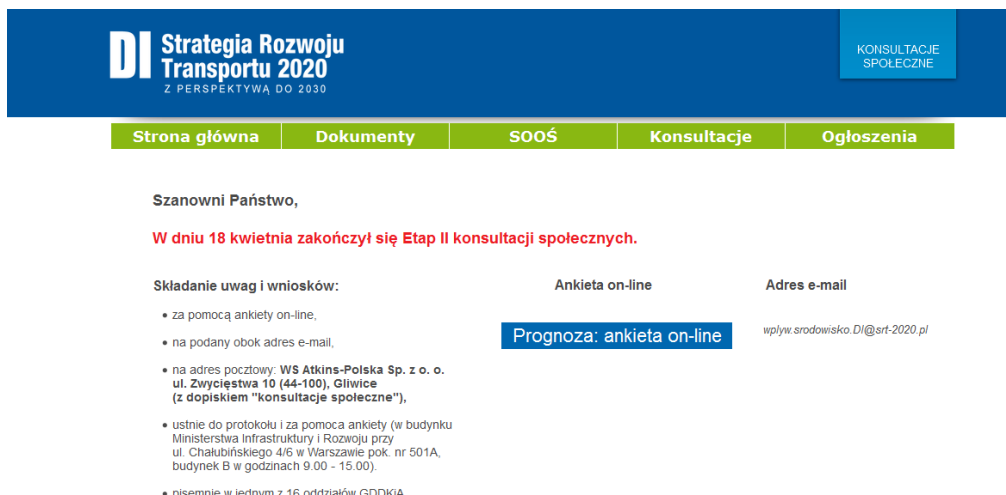 DI Strategia Rozwoju
Transportu 2020
Z PERSPEKTYWĄ DO 2030
KONSULTACJE
SPOŁECZNE
Strona główna Dokumenty SOOŚ Konsultacje Ogłoszenia
Szanowni Państwo,
W dniu 18 kwietnia zakończył się Etap II konsultacji społecznych.
Składanie uwag i wniosków:
• za pomocą ankiety on-line,
• na podany obok adres e-mail,
• na adres pocztowy: WS Atkins-Polska Sp. z o. o.
ul. Zwycięstwa 10 (44-100), Gliwice
(z dopiskiem "konsultacje społeczne"),
• ustnie do protokołu i za pomoca ankiety (w budynku
Ministerstwa Infrastruktury i Rozwoju przy
ul. Chałubińskiego 4/6 w Warszawie pok. nr 501A,
budynek B w godzinach 9.00 - 15.00).
• pisemnie w jednym z 16 oddziałów GDDKiA
Ankieta on-line
Prognoza: ankieta on-line
Adres e-mail
wplyw.srodowisko.DI@srt-2020.pl